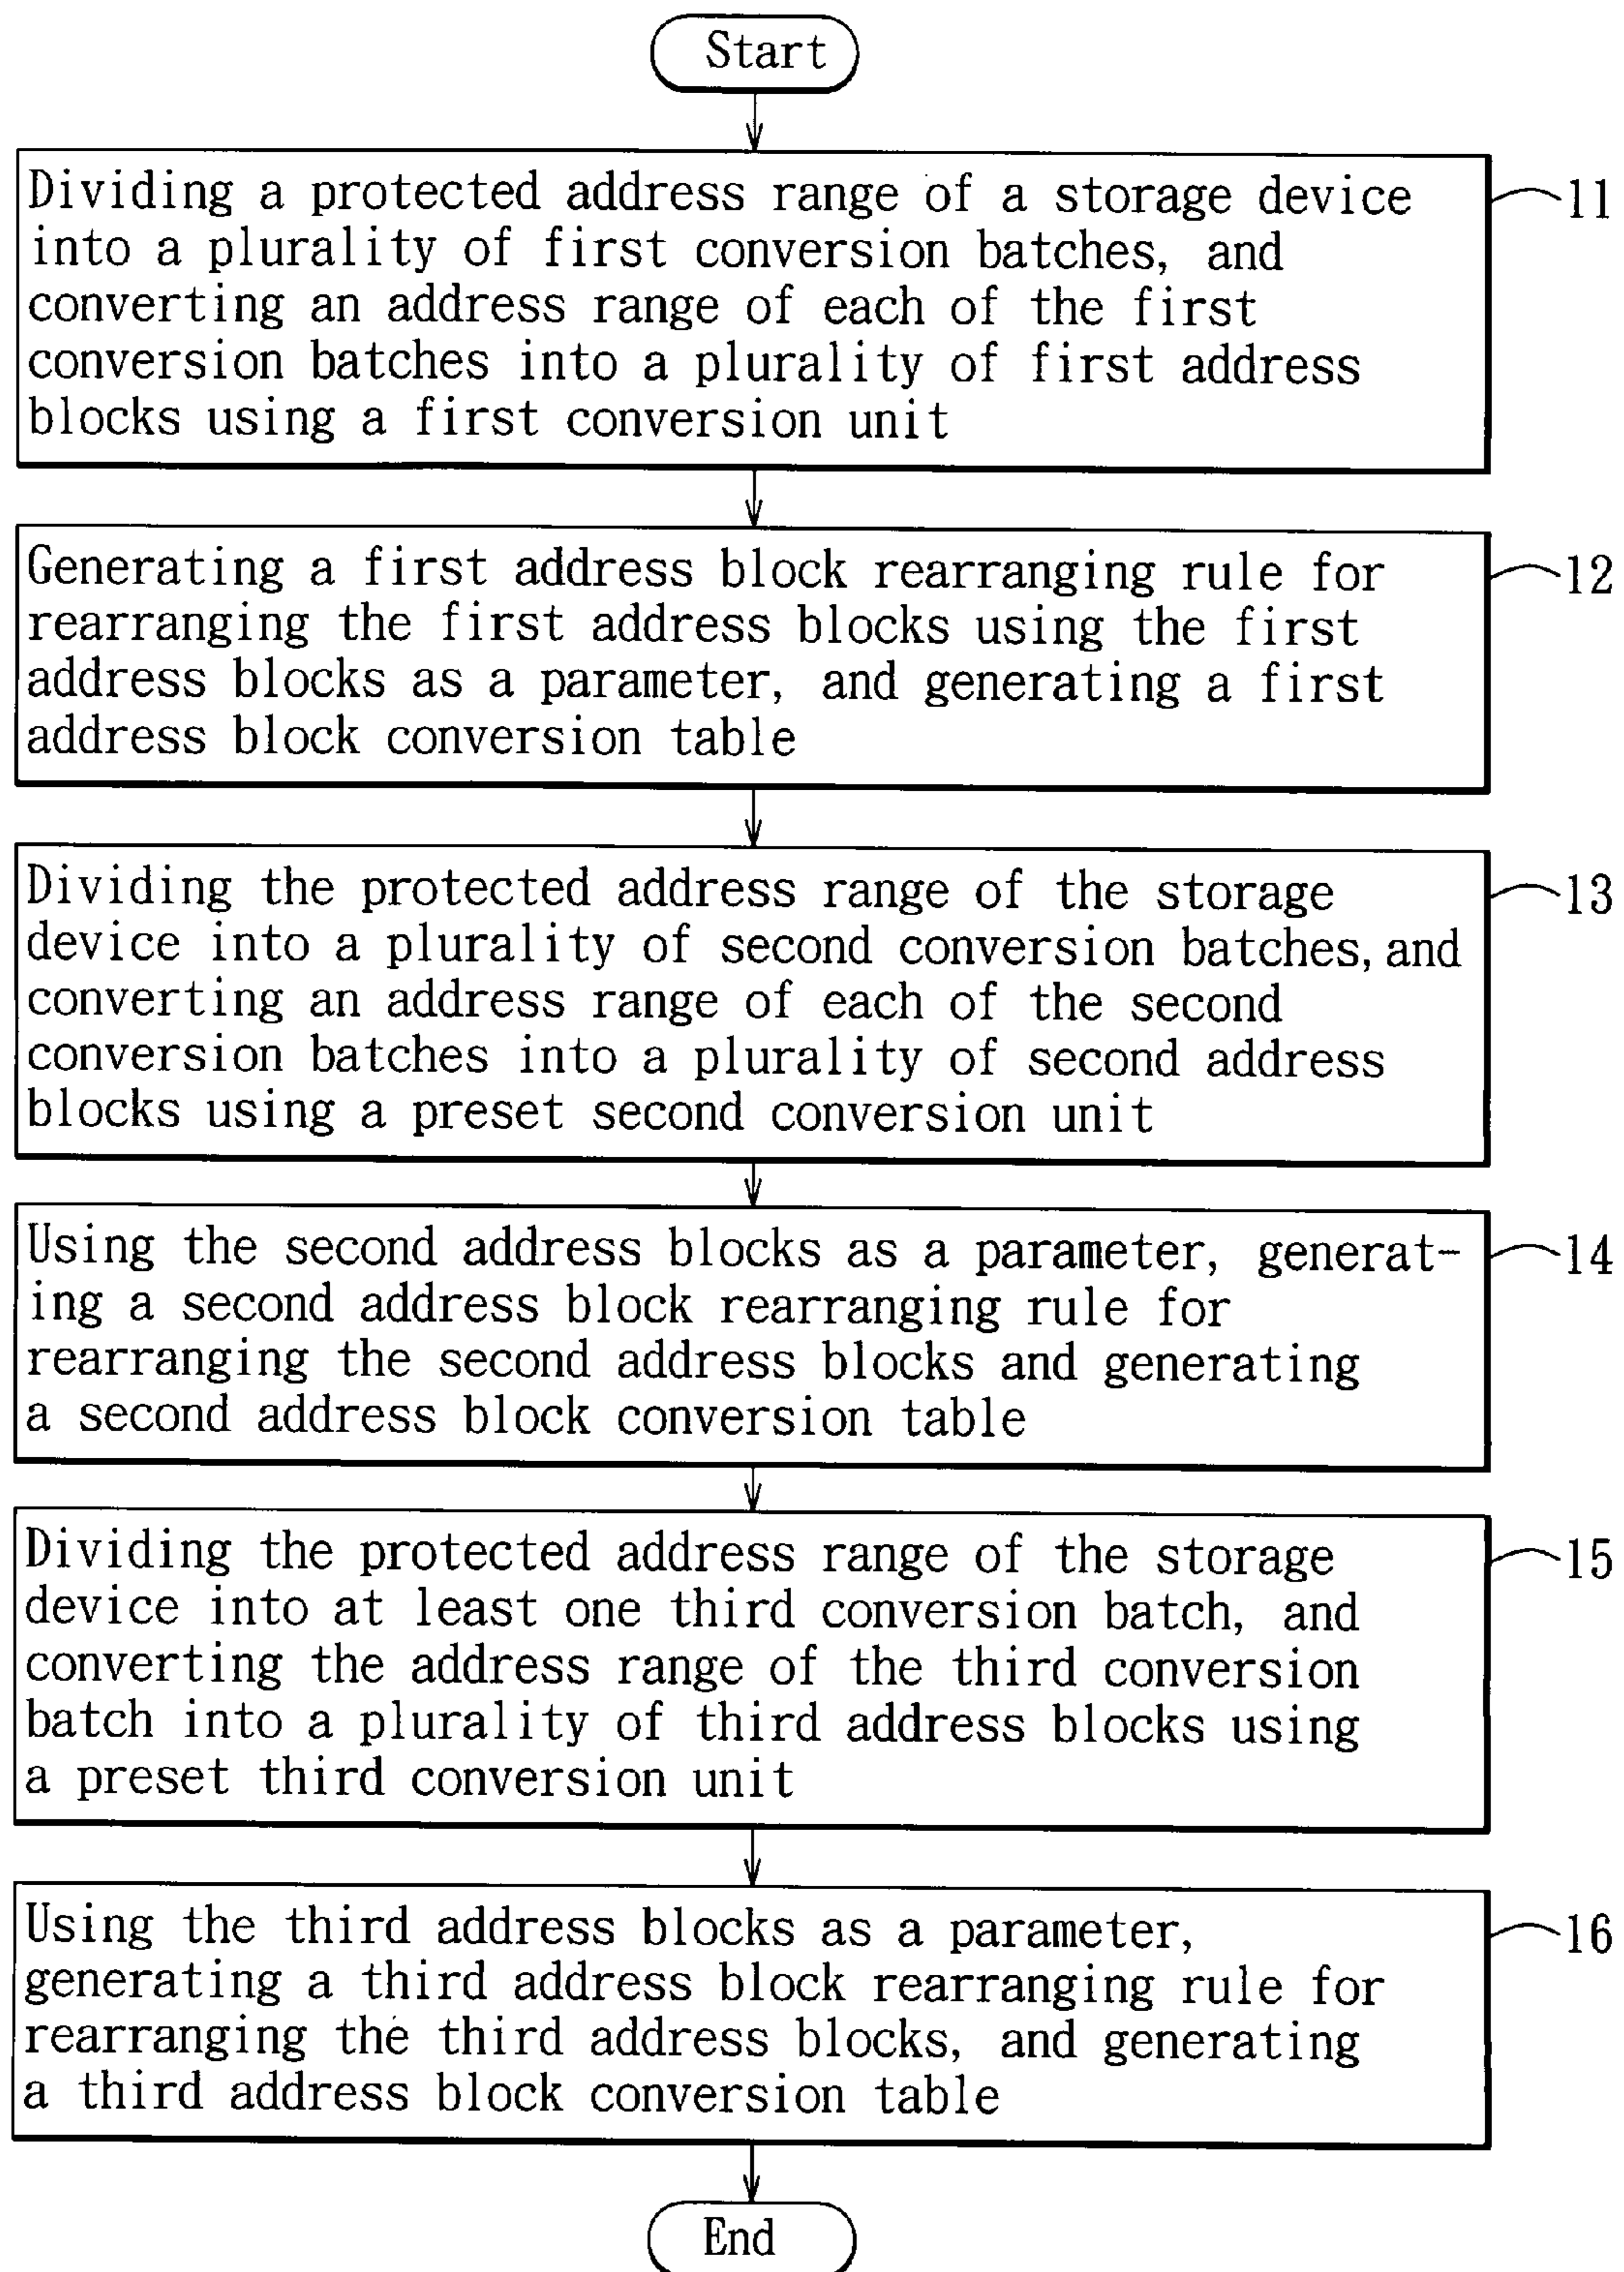 Start
Dividing a protected address range of a storage device
into a plurality of first conversion batches, and
converting an address range of each of the first
conversion batches into a plurality of first address
blocks using a first conversion unit
11
Generating a first address block rearranging rule for
rearranging the first address blocks using the first
address blocks as a parameter, and generating a first
address block conversion table
12
Dividing the protected address range of the storage
device into a plurality of second conversion batches, and
converting an address range of each of the second
conversion batches into a plurality of second address
blocks using a preset second conversion unit
13
Using the second address blocks as a parameter, generat-
ing a second address block rearranging rule for
rearranging the second address blocks and generating
a second address block conversion table
14
Dividing the protected address range of the storage
device into at least one third conversion batch, and
converting the address range of the third conversion
batch into a plurality of third address blocks using
a preset third conversion unit
15
Using the third address blocks as a parameter,
generating a third address block rearranging rule for
rearranging the third address blocks, and generating
a third address block conversion table
16
End